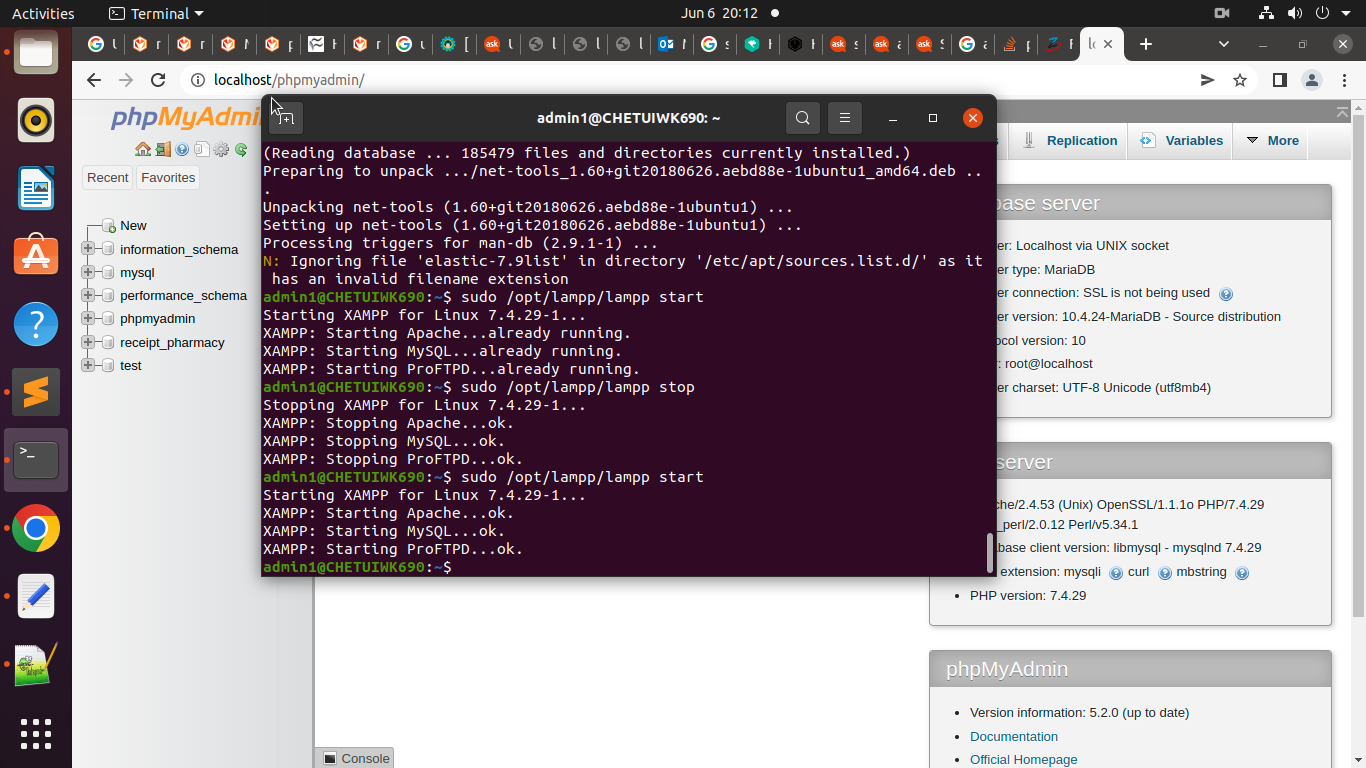 Activities
Terminal
Jun 6 20:12
localhost/phpmyadmin/
phpMyAdmi
Recent
Favorites
New
information_schema
mysql
performance_schema
phpmyadmin
receipt_pharmacy
test
admin1@CHETUIWK690: ~
(Reading database ... 185479 files and directories currently installed.)
Preparing to unpack .../net-tools_1.60+git20180626.aebd88e-1ubuntu1_amd64.deb ..
.
Unpacking net-tools (1.60+git20180626.aebd88e-1ubuntu1) ...
Setting up net-tools (1.60+git20180626.aebd88e-1ubuntu1) ...
Processing triggers for man-db (2.9.1-1) ...
N: Ignoring file 'elastic-7.9list' in directory '/etc/apt/sources.list.d/' as it
has an invalid filename extension
admin1@CHETUIWK690:~$ sudo /opt/lampp/lampp start
Starting XAMPP for Linux 7.4.29-1...
XAMPP: Starting Apache...already running.
XAMPP: Starting MySQL...already running.
XAMPP: Starting ProFTPD...already running.
admin1@CHETUIWK690:~$ sudo /opt/lampp/lampp stop
Stopping XAMPP for Linux 7.4.29-1...
XAMPP: Stopping Apache...ok.
XAMPP: Stopping MySQL...ok.
XAMPP: Stopping ProFTPD...ok.
admin1@CHETUIWK690:~$ sudo /opt/lampp/lampp start
Starting XAMPP for Linux 7.4.29-1...
XAMPP: Starting Apache...ok.
XAMPP: Starting MySQL...ok.
XAMPP: Starting ProFTPD...ok.
admin1@CHETUIWK690:~$
Replication
Variables
More
base server
er: Localhost via UNIX socket
er type: MariaDB
er connection: SSL is not being used
er version: 10.4.24-MariaDB - Source distribution
ocol version: 10
: root@localhost
er charset: UTF-8 Unicode (utf8mb4)
server
che/2.4.53 (Unix) OpenSSL/1.1.1o PHP/7.4.29
_perl/2.0.12 Perl/v5.34.1
base client version: libmysql - mysqlnd 7.4.29
extension: mysqli curl mbstring
PHP version: 7.4.29
phpMyAdmin
Version information: 5.2.0 (up to date)
Documentation
Official Homepage
Console